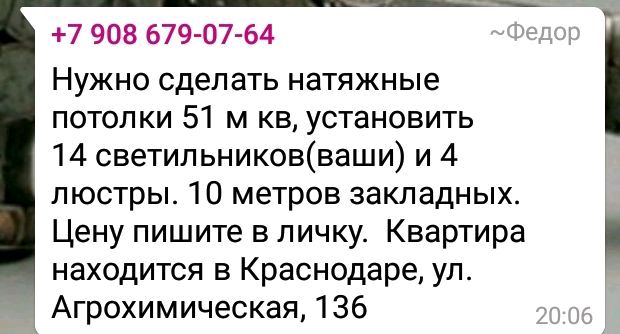 +7 908 679-07-64 ~Федор
Нужно сделать натяжные
потолки 51 м кв, установить
14 светильников(ваши) и 4
люстры. 10 метров закладных.
Цену пишите в личку. Квартира
находится в Краснодаре, ул.
Агрохимическая, 136
20:06